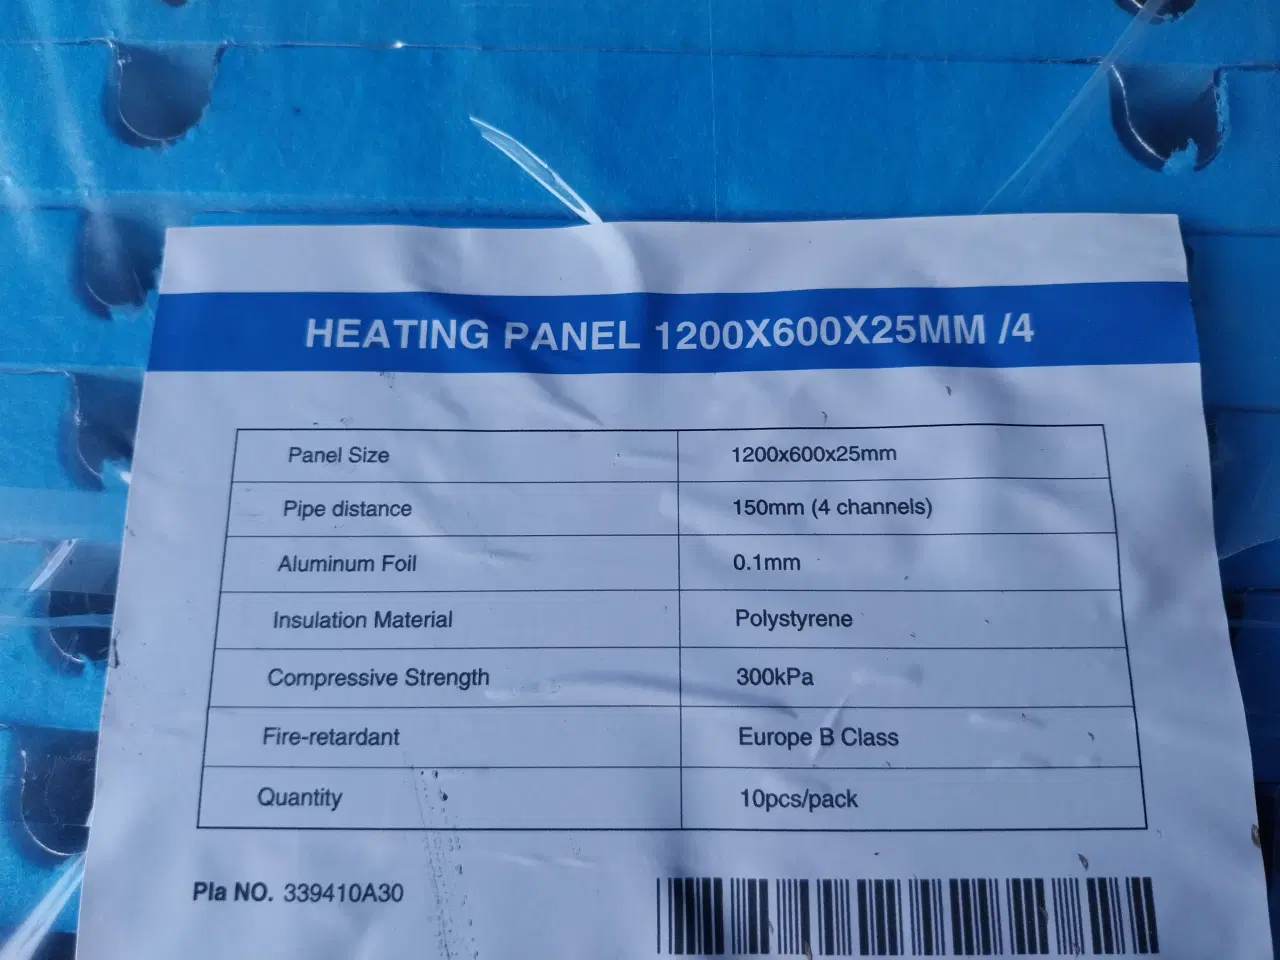 HEATING PANEL 1200X600X25MM /4
Panel Size 1200x600x25mm
Pipe distance 150mm (4 channels)
Aluminum Foil 0.1mm
Insulation Material Polystyrene
Compressive Strength 300kPa
Fire-retardant Europe B Class
Quantity 10pcs/pack
Pla NO. 339410A30